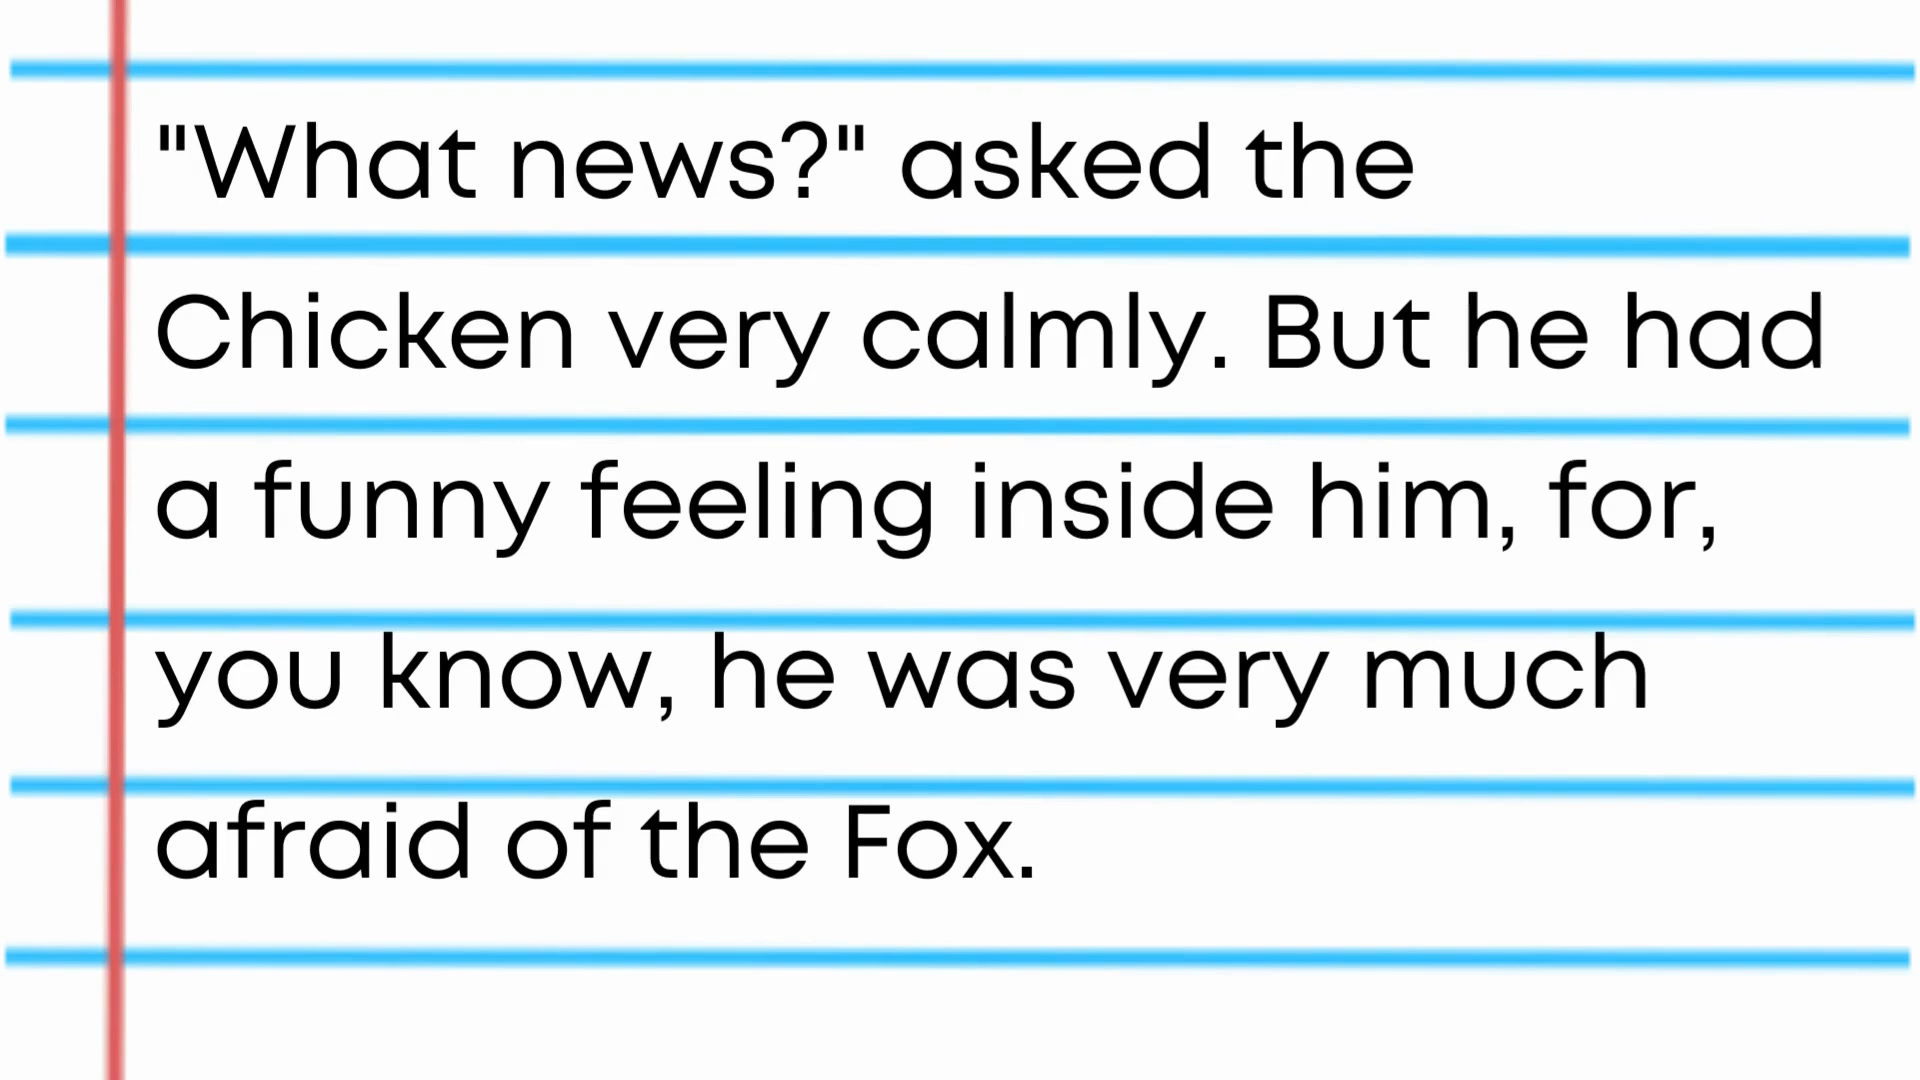 "What news?" asked the
Chicken very calmly. But he had
a funny feeling inside him, for,
you know, he was very much
afraid of the Fox.